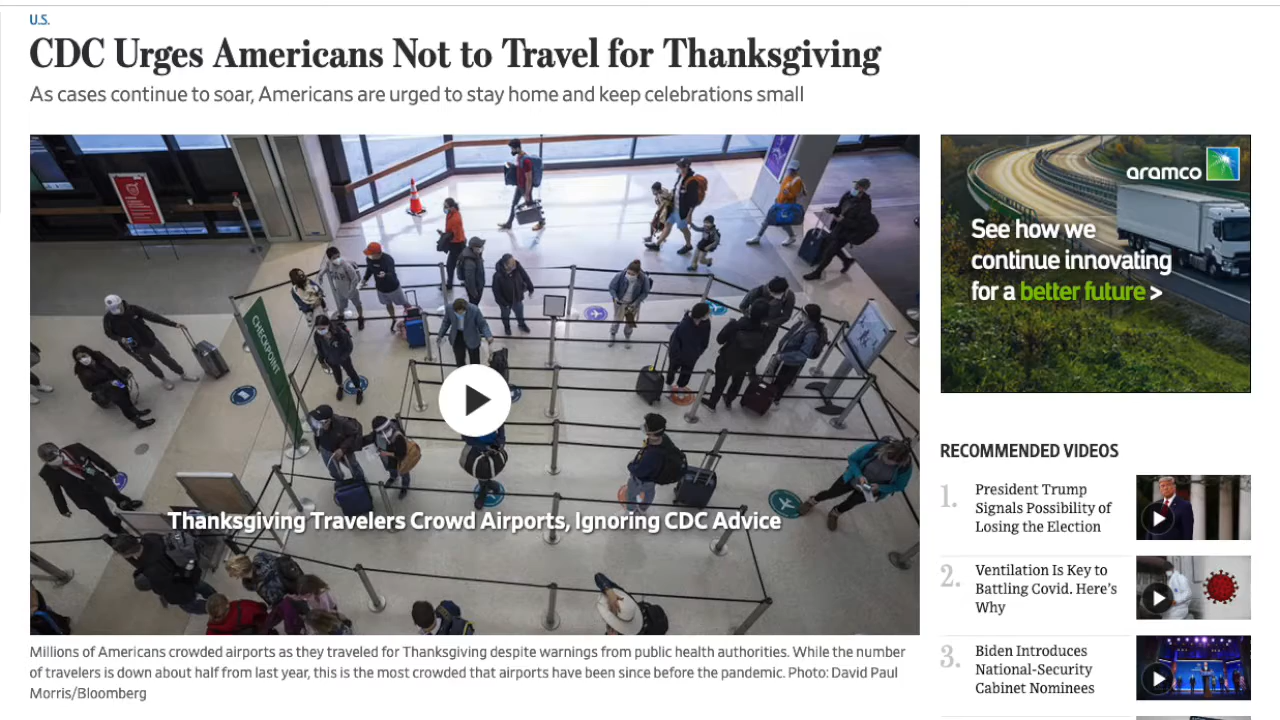 U.S.
CDC Urges Americans Not to Travel for Thanksgiving
As cases continue to soar, Americans are urged to stay home and keep celebrations small
CHECKPOINT
Thanksgiving Travelers Crowd Airports, Ignoring CDC Advice
Millions of Americans crowded airports as they traveled for Thanksgiving despite warnings from public health authorities. While the number
of travelers is down about half from last year, this is the most crowded that airports have been since before the pandemic. Photo: David Paul
Morris/Bloomberg
aramco
See how we
continue innovating
for a better future >
RECOMMENDED VIDEOS
1.
President Trump
Signals Possibility of
Losing the Election
2.
Ventilation Is Key to
Battling Covid. Here's
Why
3.
Biden Introduces
National-Security
Cabinet Nominees